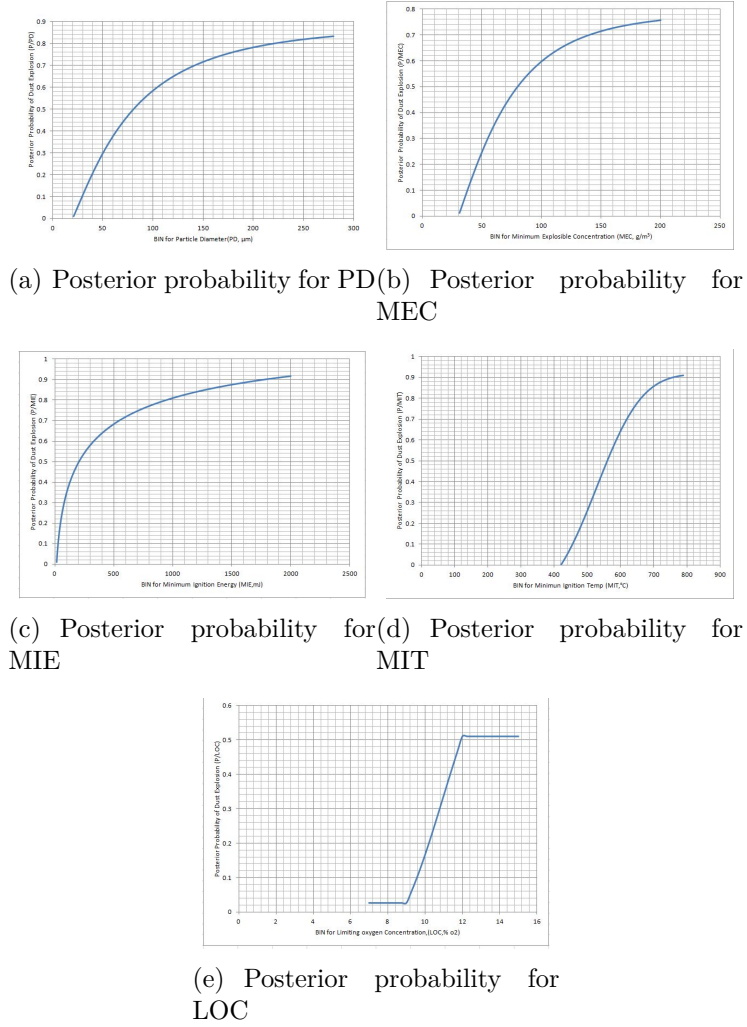 0.9
0.8
0.7
0.6
0.5
0.4
0.3
0.2
0.1
0
Posterior Probability of Dust Explosion (P/PD)
0 50 100 150 200 250 300
BIN for Particle Diameter(PD, µm)
0.8
0.7
0.6
0.5
0.4
0.3
0.2
0.1
0
Posterior Probability of Dust Explosion (P/MEC)
0 50 100 150 200 250
BIN for Minimum Explosible Concentration (MEC, g/m³)
(a) Posterior probability for PD
(b) Posterior probability for
MEC
1
0.9
0.8
0.7
0.6
0.5
0.4
0.3
0.2
0.1
0
Posterior Probability of Dust Explosion (P/MIE)
0 500 1000 1500 2000 2500
BIN for Minimum Ignition Energy (MIE,mJ)
1
0.9
0.8
0.7
0.6
0.5
0.4
0.3
0.2
0.1
0
Posterior Probability of Dust Explosion (P/MIT)
0 100 200 300 400 500 600 700 800 900
BIN for Minimun Ignition Temp (MIT,°C)
(c) Posterior probability for
MIE
(d) Posterior probability for
MIT
0.6
0.5
0.4
0.3
0.2
0.1
0
Posterior Probability of Dust Explosion (P/LOC)
0 2 4 6 8 10 12 14 16
BIN for Limiting oxygen Concentration,(LOC,% o2)
(e) Posterior probability for
LOC